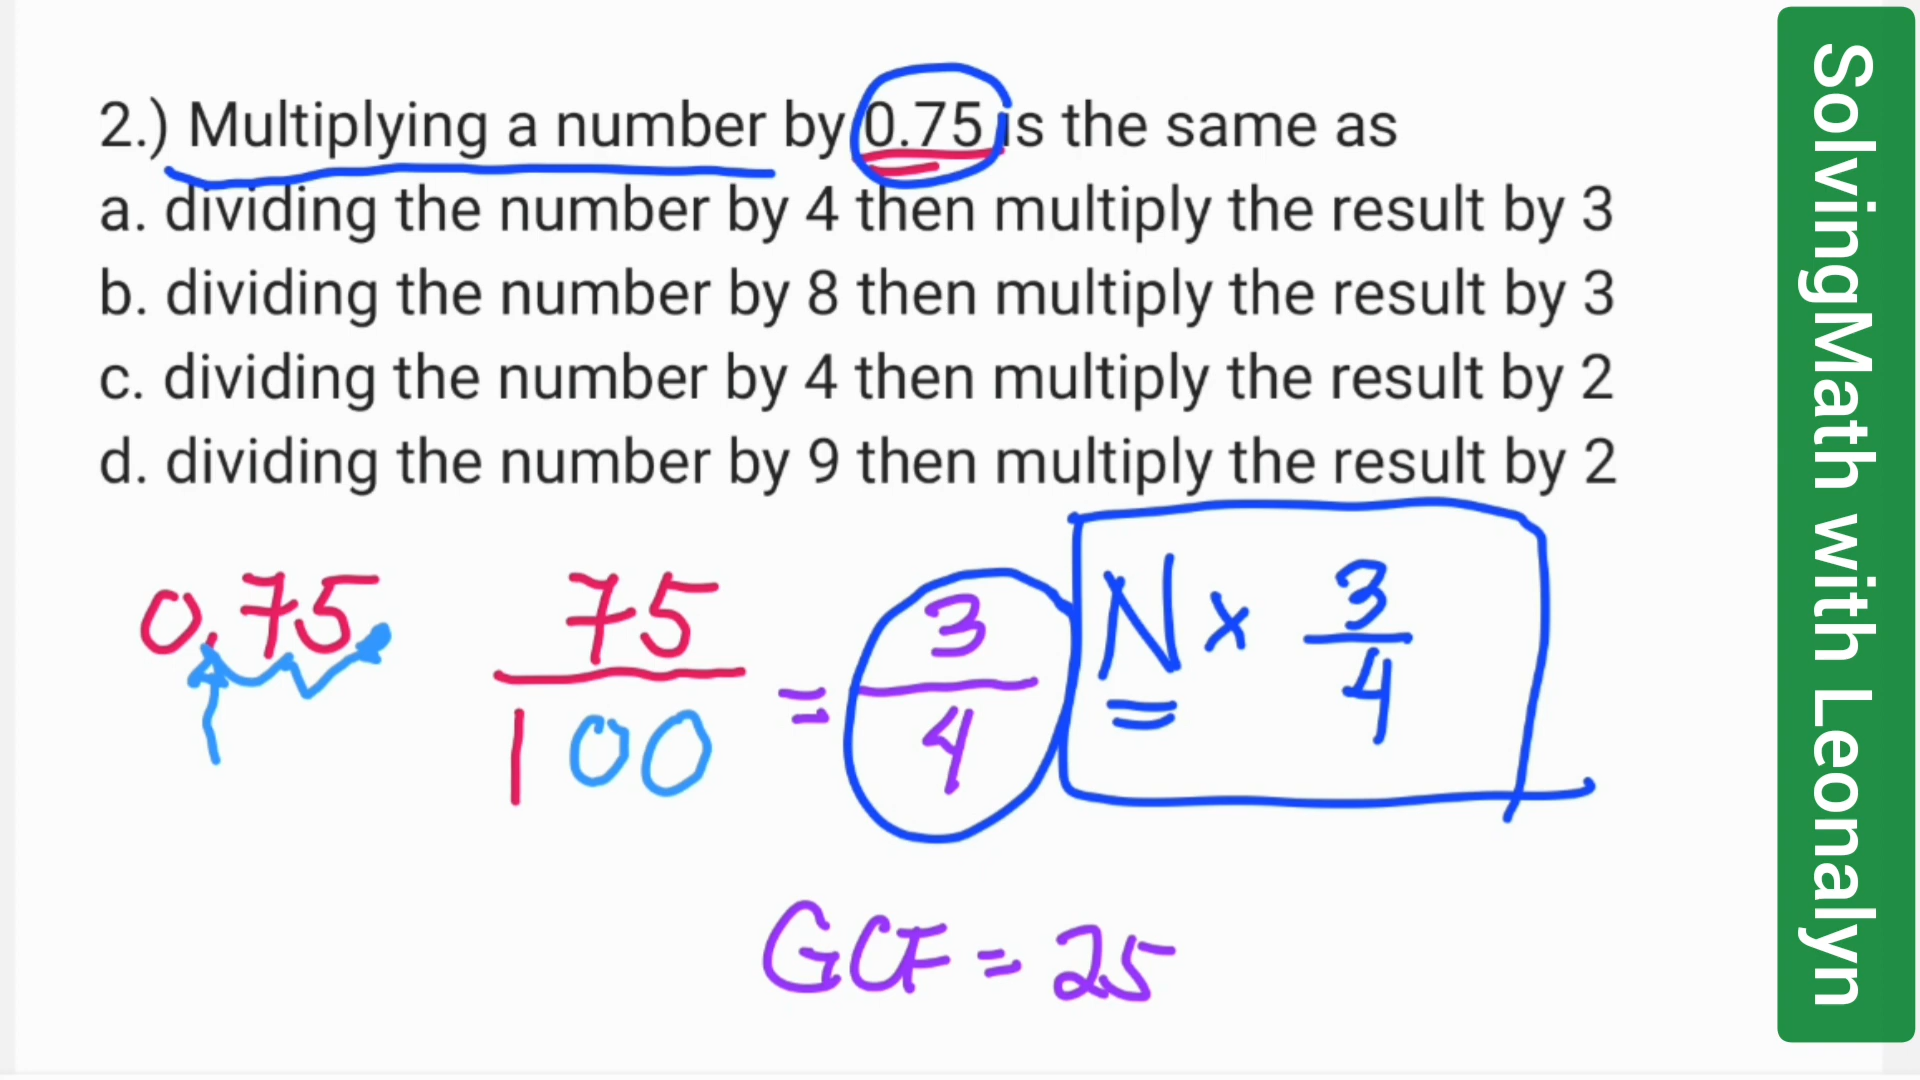 2.) Multiplying a number by 0.75 is the same as
a. dividing the number by 4 then multiply the result by 3
b. dividing the number by 8 then multiply the result by 3
c. dividing the number by 4 then multiply the result by 2
d. dividing the number by 9 then multiply the result by 2
0.75 75/100 = 3/4 N x 3/4
GCF = 25
SolvingMath with Leonalyn